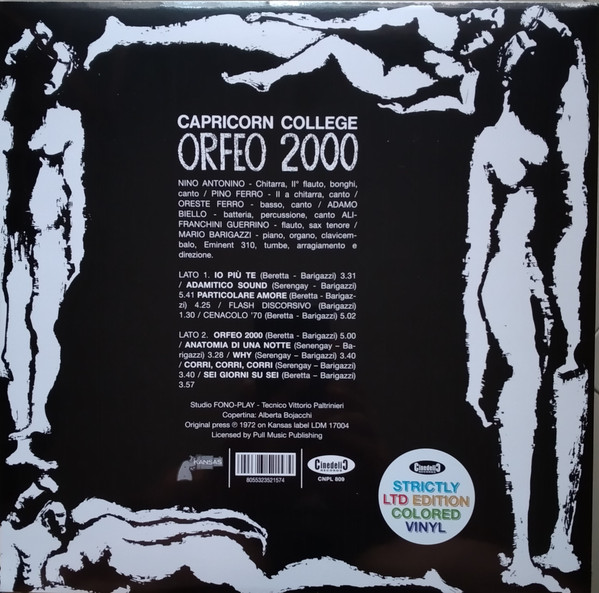 CAPRICORN COLLEGE
ORFEO 2000
NINO ANTONINO - Chitarra, II° flauto, bonghi,
canto / PINO FERRO - II a chitarra, canto /
ORESTE FERRO - basso, canto / ADAMO
BIELLO - batteria, percussione, canto ALI-
FRANCHINI GUERRINO - flauto, sax tenore /
MARIO BARIGAZZI - piano, organo, clavicem-
balo, Eminent 310, tumbe, arragiamento e
direzione.
LATO 1. IO PIÙ TE (Beretta - Barigazzi) 3.31
/ ADAMITICO SOUND (Serengay - Barigazzi)
5.41 PARTICOLARE AMORE (Beretta - Barigaz-
zi) 4.25 / FLASH DISCORSIVO (Barigazzi)
1.30 / CENACOLO '70 (Beretta - Barigazzi) 5.02
LATO 2. ORFEO 2000 (Beretta - Barigazzi) 5.00
/ ANATOMIA DI UNA NOTTE (Senengay – Ba-
rigazzi) 3.28 / WHY (Serengay – Barigazzi) 3.40
/ CORRI, CORRI, CORRI (Serengay – Barigazzi)
3.40 / SEI GIORNI SU SEI (Beretta – Barigazzi)
3.57
Studio FONO-PLAY - Tecnico Vittorio Paltrinieri
Copertina: Alberta Bojacchi
Original press ℗ 1972 on Kansas label LDM 17004
Licensed by Pull Music Publishing
KANSAS
8055323521574
Cinedelic
RECORDS
CNPL 809
Cinedelic
RECORDS
STRICTLY
LTD EDITION
COLORED
VINYL